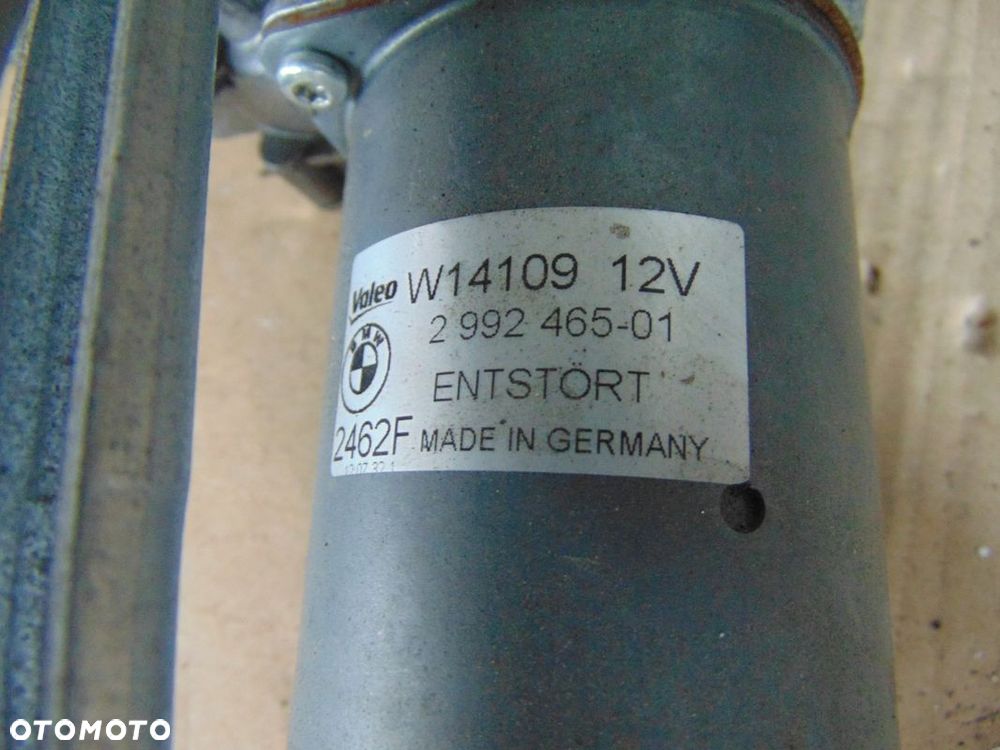 Valeo W14109 12V
2 992 465-01
BMW
ENTSTÖRT
2462F MADE IN GERMANY
OTOMOTO